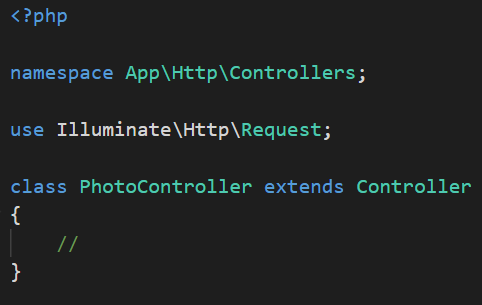 <?php
namespace App\Http\Controllers;
use Illuminate\Http\Request;
class PhotoController extends Controller
{
    //
}